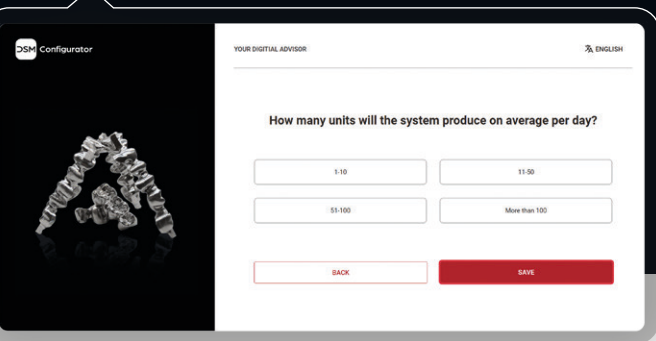 DSM Configurator
YOUR DIGITIAL ADVISOR
ENGLISH
How many units will the system produce on average per day?
1-10
11-50
51-100
More than 100
BACK
SAVE